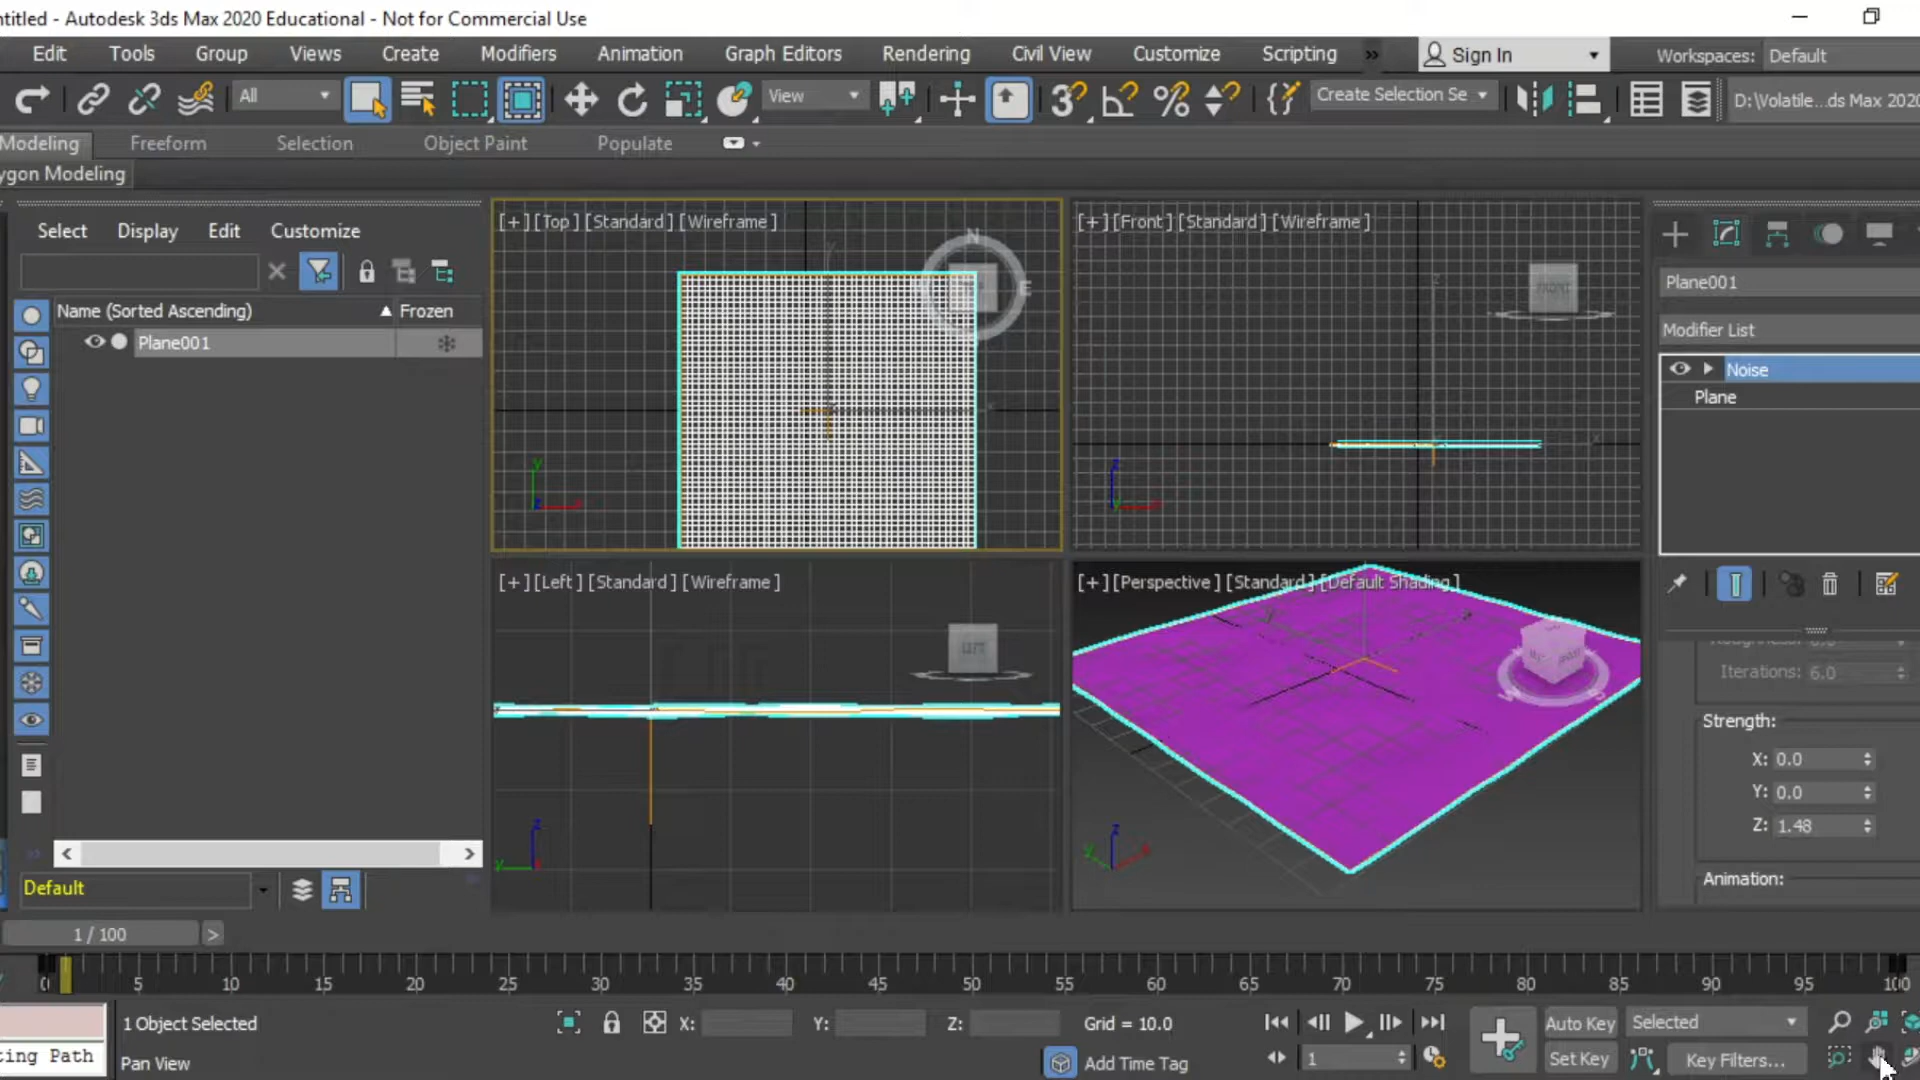 ntitled - Autodesk 3ds Max 2020 Educational - Not for Commercial Use
Edit Tools Group Views Create Modifiers Animation Graph Editors Rendering Civil View Customize Scripting » Sign In Workspaces: Default
All View Create Selection Se D:\Volatile...ds Max 2020
Modeling Freeform Selection Object Paint Populate
ygon Modeling
Select Display Edit Customize
Name (Sorted Ascending) Frozen
Plane001
Default
[+][Top][Standard][Wireframe]
N
E
[+][Front][Standard][Wireframe]
FRONT
[+][Left][Standard][Wireframe]
LEFT
[+][Perspective][Standard][Default Shading]
Plane001
Modifier List
Noise
Plane
Roughness: 0.0
Iterations: 6.0
Strength:
X: 0.0
Y: 0.0
Z: 1.48
Animation:
1 / 100 >
0 5 10 15 20 25 30 35 40 45 50 55 60 65 70 75 80 85 90 95 100
1 Object Selected X: Y: Z: Grid = 10.0 Auto Key Selected
ting Path Pan View Add Time Tag 1 Set Key Key Filters...